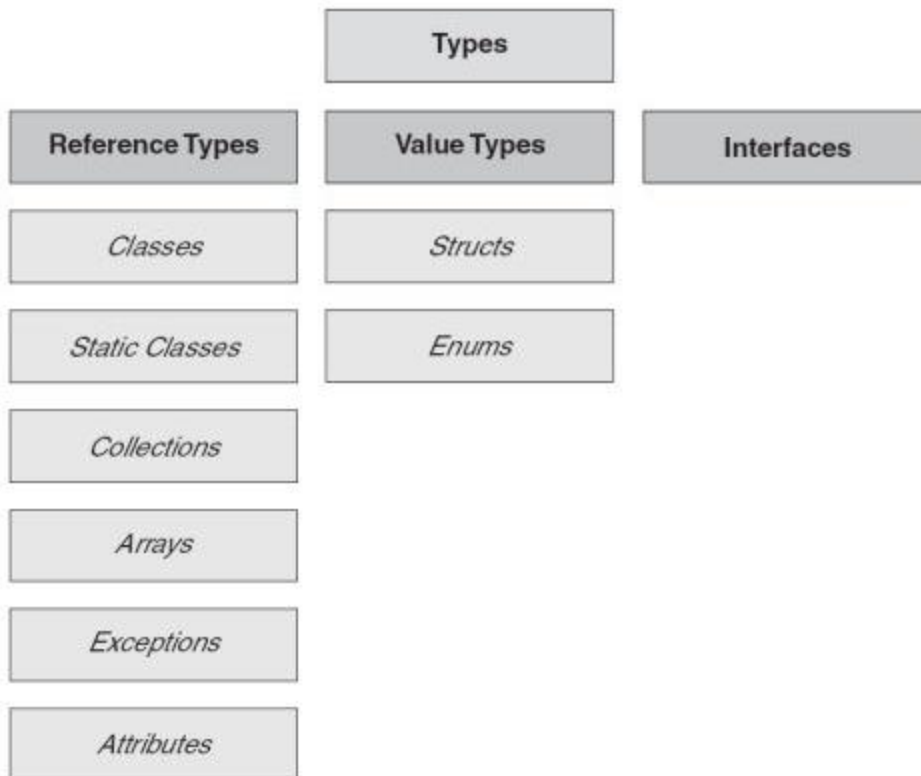 Types
Reference Types
Value Types
Interfaces
Classes
Structs
Static Classes
Enums
Collections
Arrays
Exceptions
Attributes